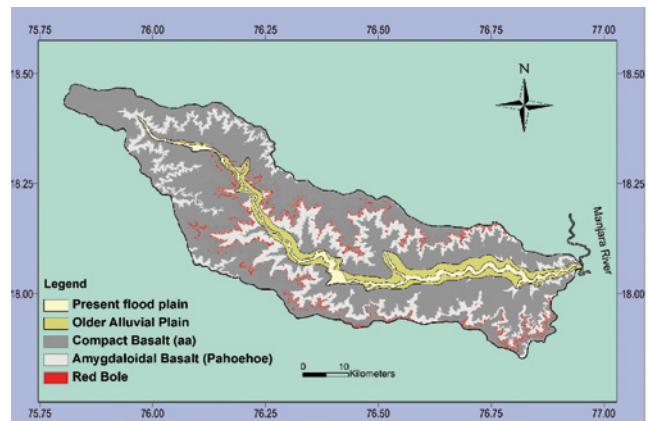 75.75 76.00 76.25 76.50 76.75 77.00
18.50 18.50
N
18.25 18.25
Manjara River
18.00 18.00
Legend
Present flood plain
Older Alluvial Plain
Compact Basalt (aa)
Amygdaloidal Basalt (Pahoehoe)
Red Bole
0 10
Kilometers
75.75 76.00 76.25 76.50 76.75 77.00